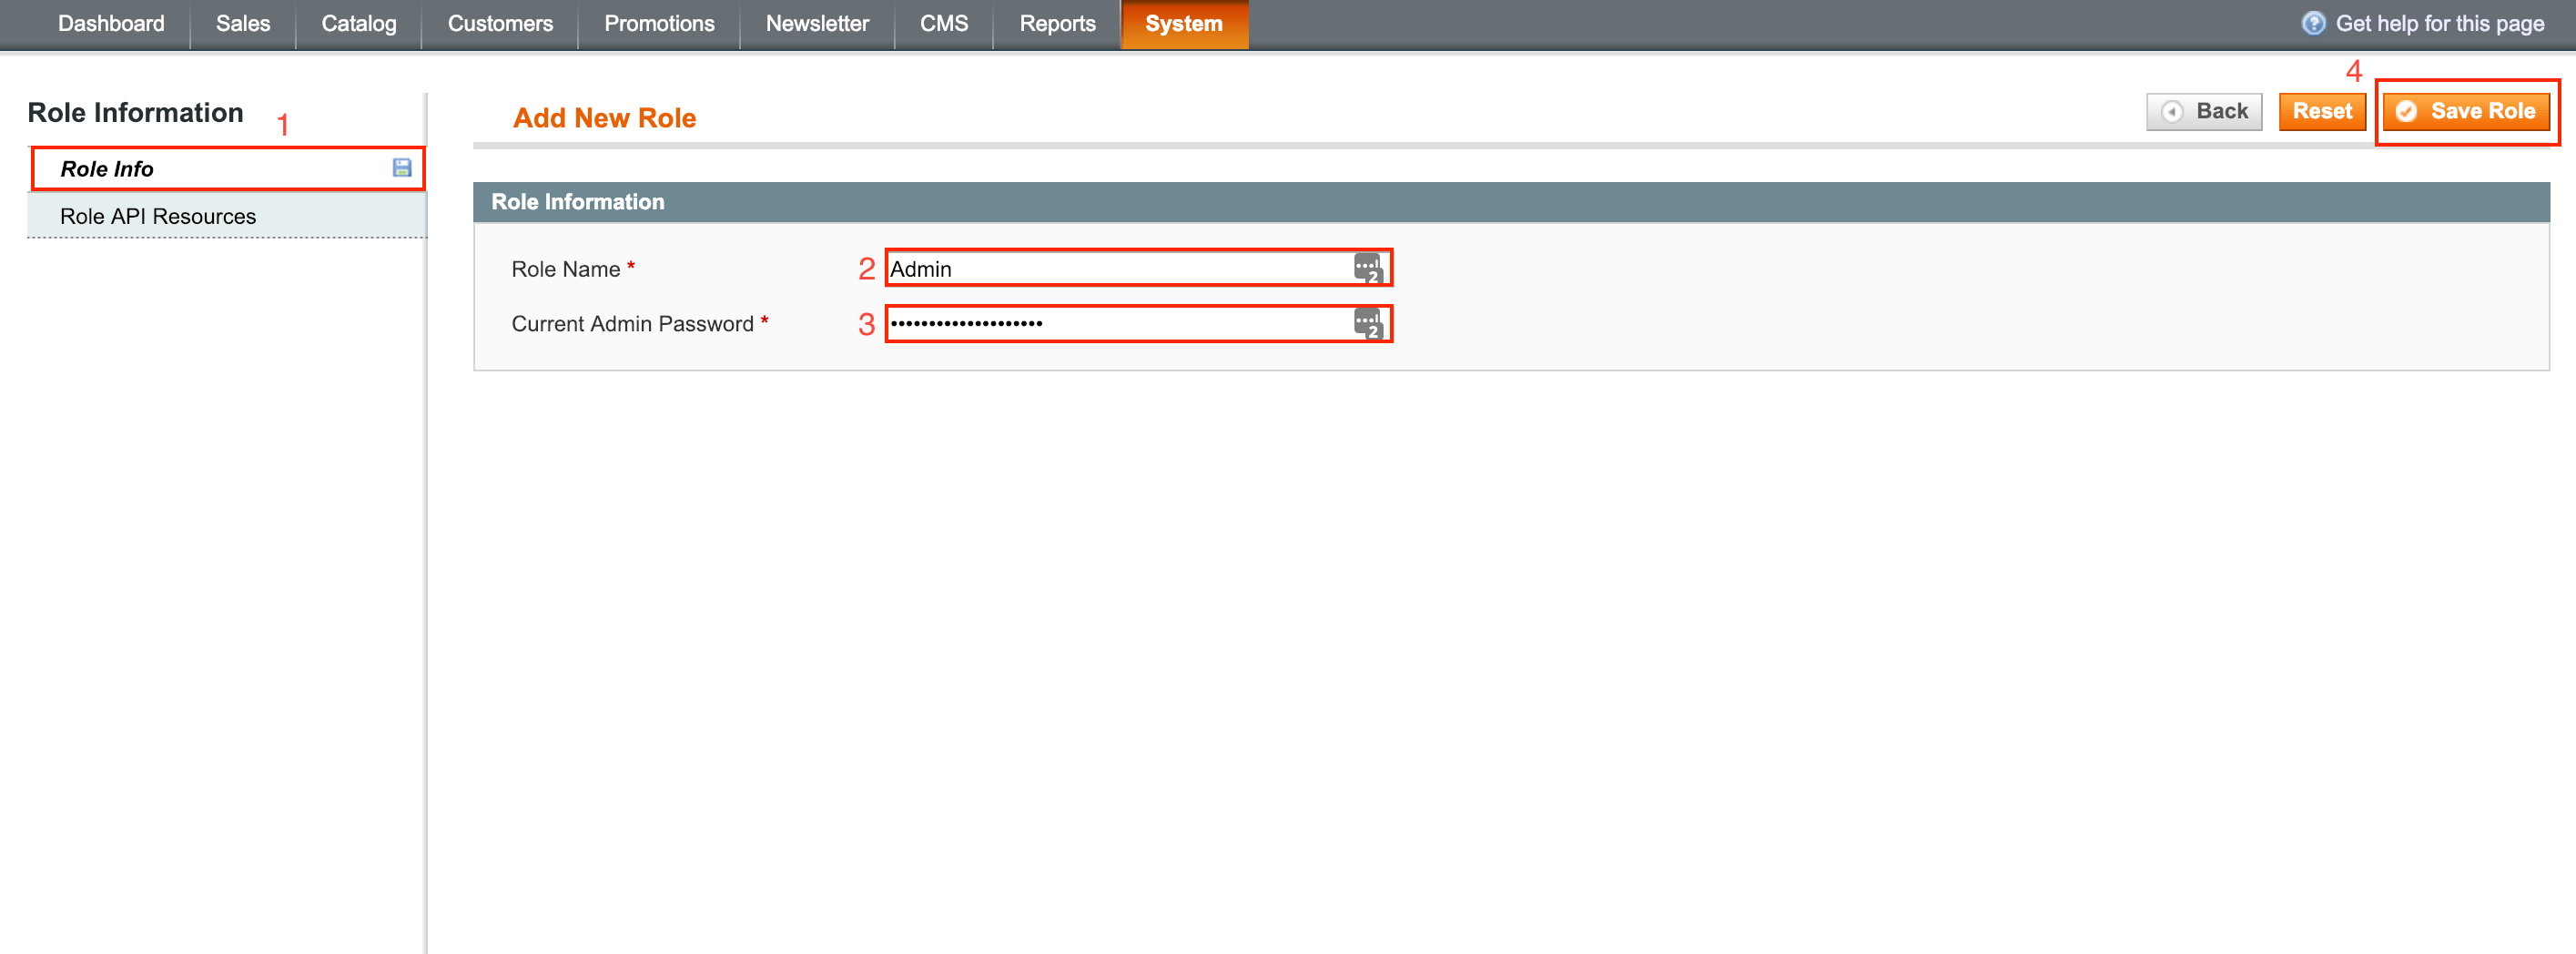 Dashboard Sales Catalog Customers Promotions Newsletter CMS Reports System Get help for this page
4
Role Information 1
Add New Role Back Reset Save Role
Role Info
Role API Resources
Role Information
Role Name * 2 Admin 2
Current Admin Password * 3 •••••••••••••••••••• 2